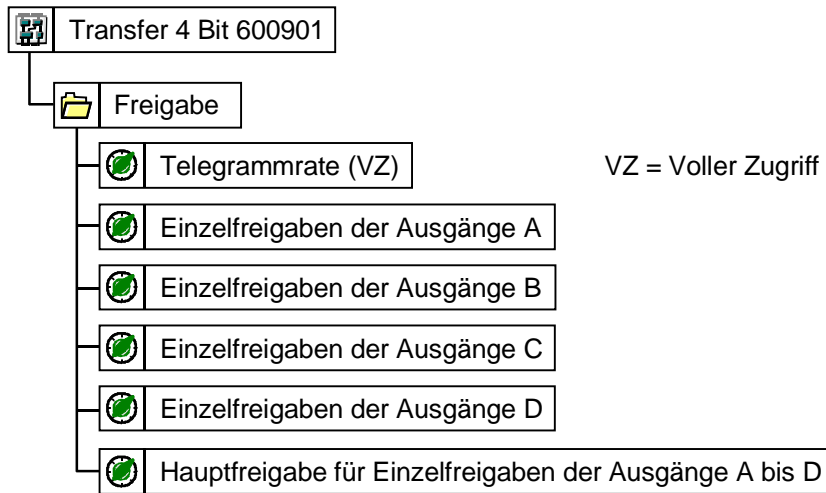 Transfer 4 Bit 600901
Freigabe
Telegrammrate (VZ)
VZ = Voller Zugriff
Einzelfreigaben der Ausgänge A
Einzelfreigaben der Ausgänge B
Einzelfreigaben der Ausgänge C
Einzelfreigaben der Ausgänge D
Hauptfreigabe für Einzelfreigaben der Ausgänge A bis D